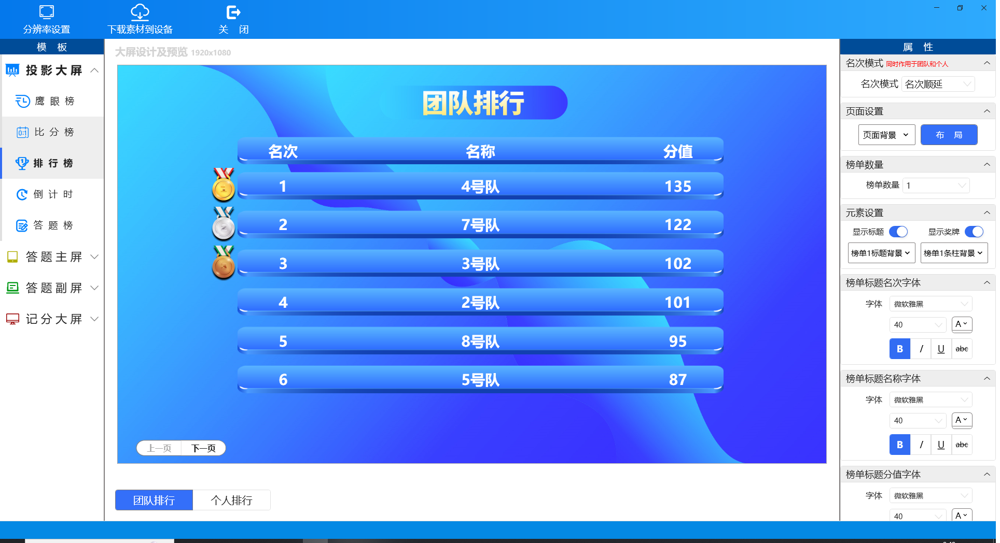 分辨率设置
下载素材到设备
关 闭
模 板
投影大屏
鹰眼榜
0:1
比分榜
排行榜
倒计时
答题榜
答题主屏
答题副屏
记分大屏
大屏设计及预览 1920x1080
团队排行
名次 名称 分值
1 4号队 135
2 7号队 122
3 3号队 102
4 2号队 101
5 8号队 95
6 5号队 87
上一页 下一页
团队排行 个人排行
属 性
名次模式 同时作用于团队和个人
名次模式 名次顺延
页面设置
页面背景 布 局
榜单数量
榜单数量 1
元素设置
显示标题 显示奖牌
榜单1标题背景 榜单1条柱背景
榜单标题名次字体
字体 微软雅黑
40 A
B I U abc
榜单标题名称字体
字体 微软雅黑
40 A
B I U abc
榜单标题分值字体
字体 微软雅黑
40 A